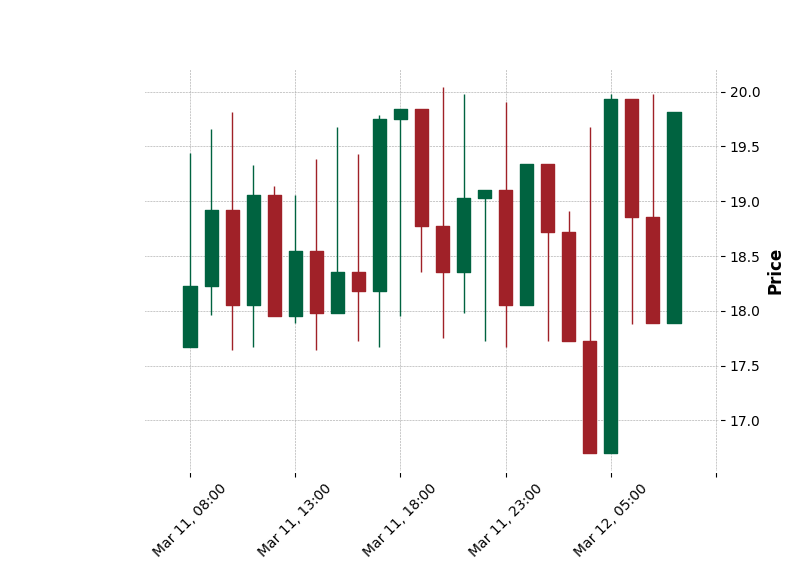 20.0
19.5
19.0
18.5
18.0
17.5
17.0
Price
Mar 11, 08:00
Mar 11, 13:00
Mar 11, 18:00
Mar 11, 23:00
Mar 12, 05:00